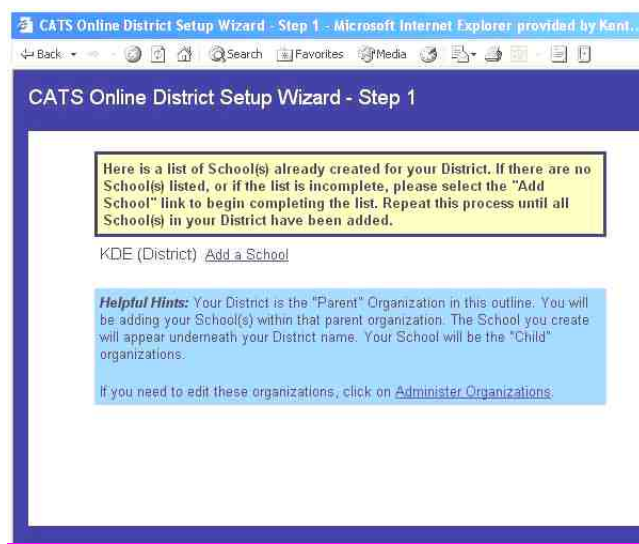 CATS Online District Setup Wizard - Step 1 - Microsoft Internet Explorer provided by Kent...
Back Search Favorites Media
CATS Online District Setup Wizard - Step 1
Here is a list of School(s) already created for your District. If there are no
School(s) listed, or if the list is incomplete, please select the "Add
School" link to begin completing the list. Repeat this process until all
School(s) in your District have been added.
KDE (District) Add a School
Helpful Hints: Your District is the "Parent" Organization in this outline. You will
be adding your School(s) within that parent organization. The School you create
will appear underneath your District name. Your School will be the "Child"
organizations.
If you need to edit these organizations, click on Administer Organizations.